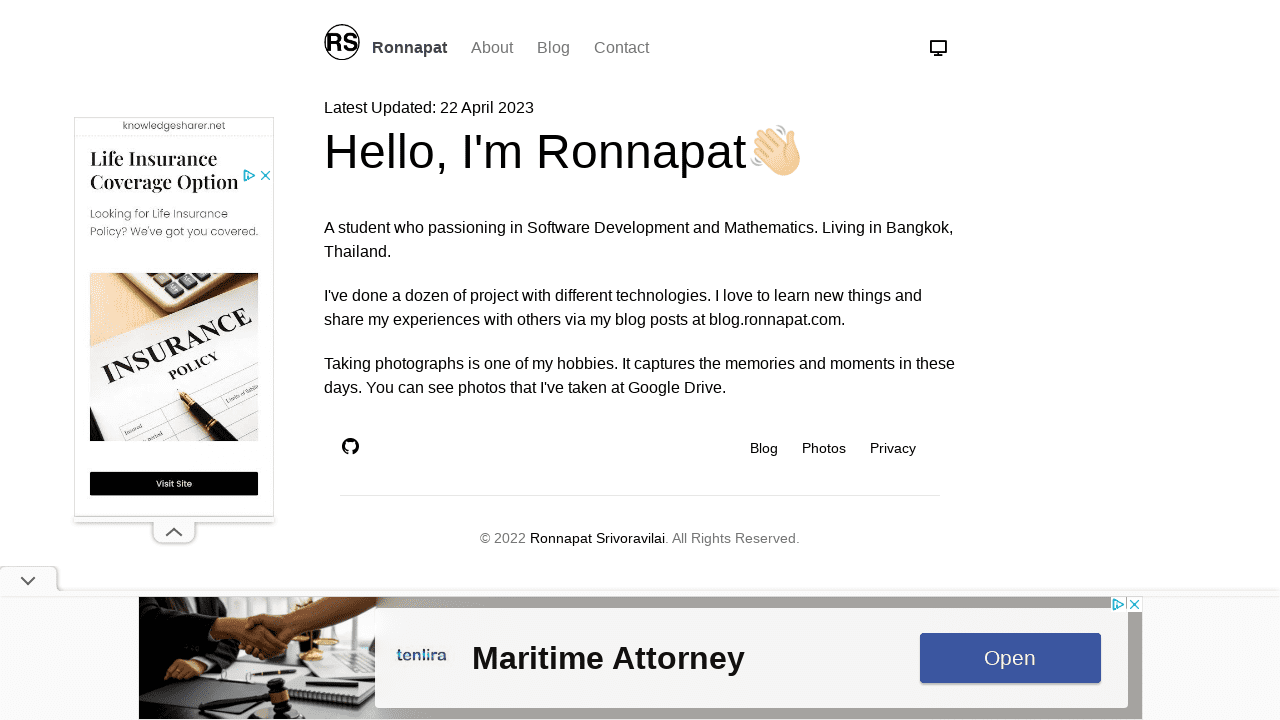 RS
Ronnapat About Blog Contact
Latest Updated: 22 April 2023
Hello, I'm Ronnapat👋🏻
A student who passioning in Software Development and Mathematics. Living in Bangkok,
Thailand.
I've done a dozen of project with different technologies. I love to learn new things and
share my experiences with others via my blog posts at blog.ronnapat.com.
Taking photographs is one of my hobbies. It captures the memories and moments in these
days. You can see photos that I've taken at Google Drive.
Blog Photos Privacy
© 2022 Ronnapat Srivoravilai. All Rights Reserved.
knowledgesharer.net
Life Insurance
Coverage Option
Looking for Life Insurance
Policy? We've got you covered.
INSURANCE
POLICY
Visit Site
Maritime Attorney
Open